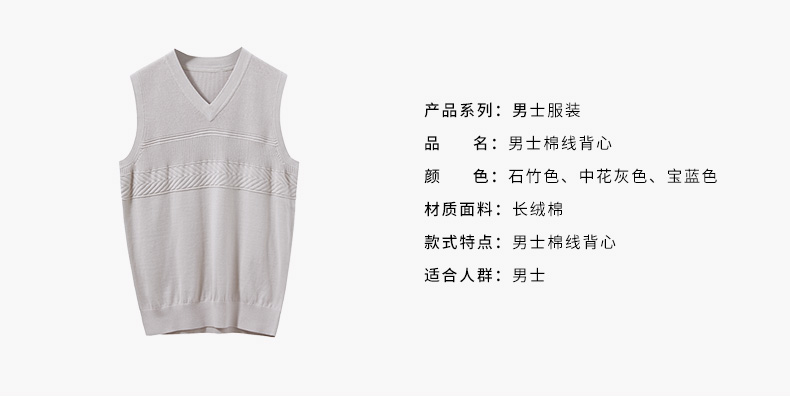 产品系列：男士服装
品 名：男士棉线背心
颜 色：石竹色、中花灰色、宝蓝色
材质面料：长绒棉
款式特点：男士棉线背心
适合人群：男士